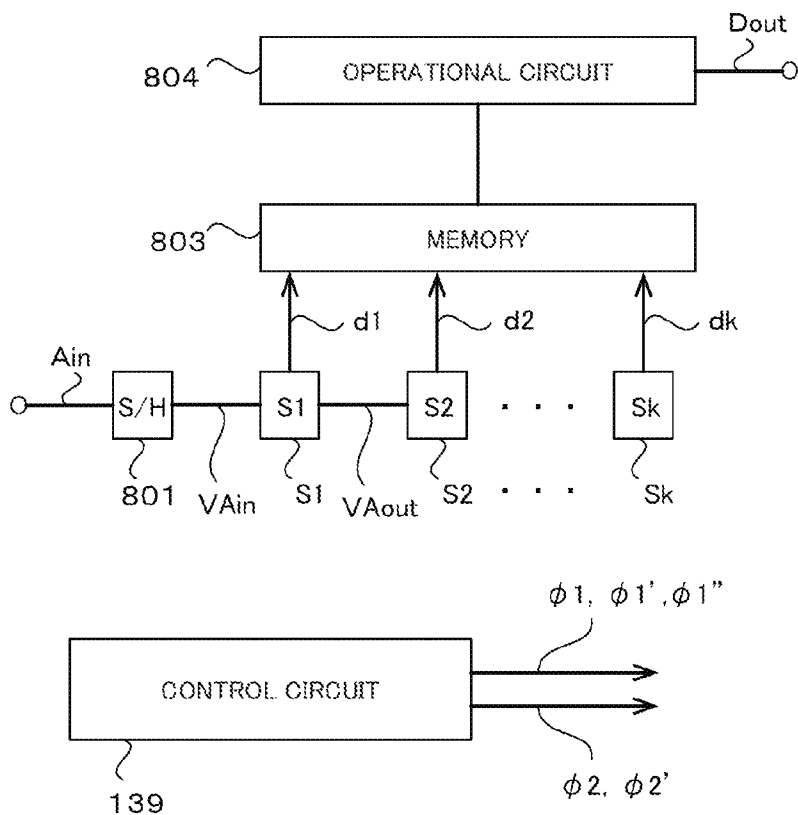 Dout
804
OPERATIONAL CIRCUIT
803
MEMORY
d1
d2
dk
Ain
S/H
S1
S2
· · ·
Sk
801
VAin
S1
VAout
S2
· · ·
Sk
ϕ1, ϕ1',ϕ1"
CONTROL CIRCUIT
139
ϕ2, ϕ2'